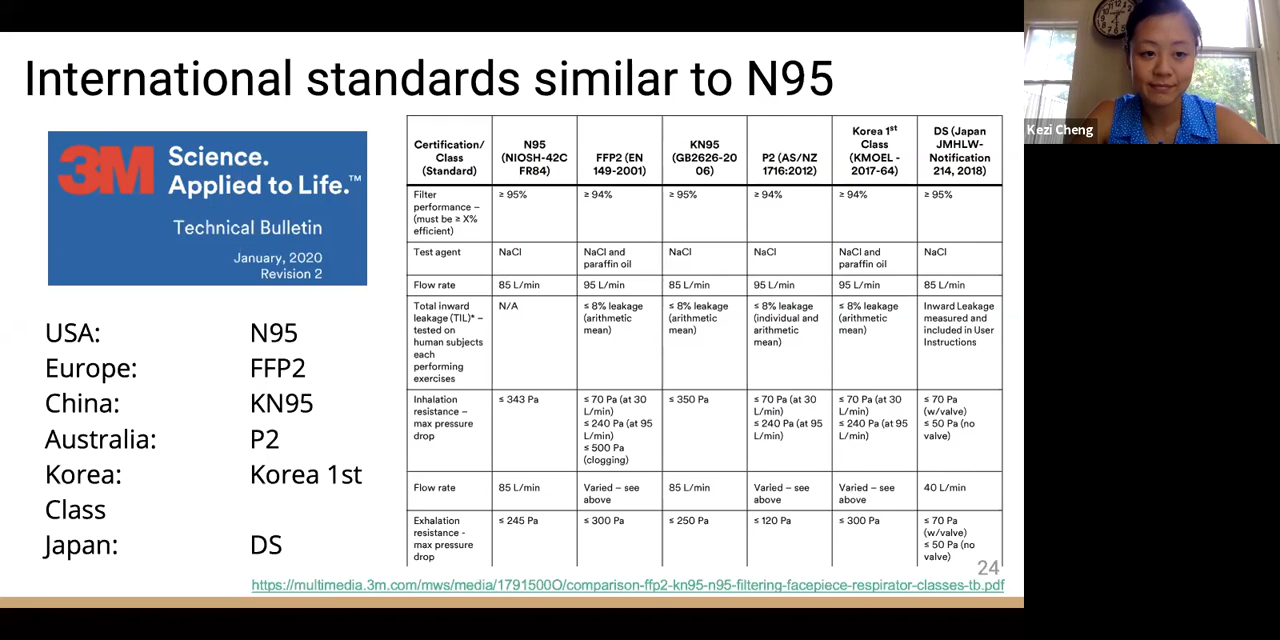 International standards similar to N95
3M Science.
Applied to Life.™
Technical Bulletin
January, 2020
Revision 2
USA: N95
Europe: FFP2
China: KN95
Australia: P2
Korea: Korea 1st
Class
Japan: DS
Certification/
Class
(Standard)
N95
(NIOSH-42C
FR84)
FFP2 (EN
149-2001)
KN95
(GB2626-20
06)
P2 (AS/NZ
1716:2012)
Korea 1st
Class
(KMOEL -
2017-64)
DS (Japan
JMHLW-
Notification
214, 2018)
Filter
performance –
(must be ≥ X%
efficient)
≥ 95%
≥ 94%
≥ 95%
≥ 94%
≥ 94%
≥ 95%
Test agent
NaCl
NaCl and
paraffin oil
NaCl
NaCl
NaCl and
paraffin oil
NaCl
Flow rate
85 L/min
95 L/min
85 L/min
95 L/min
95 L/min
85 L/min
Total inward
leakage (TIL)* –
tested on
human subjects
each
performing
exercises
N/A
≤ 8% leakage
(arithmetic
mean)
≤ 8% leakage
(arithmetic
mean)
≤ 8% leakage
(individual and
arithmetic
mean)
≤ 8% leakage
(arithmetic
mean)
Inward Leakage
measured and
included in User
Instructions
Inhalation
resistance –
max pressure
drop
≤ 343 Pa
≤ 70 Pa (at 30
L/min)
≤ 240 Pa (at 95
L/min)
≤ 500 Pa
(clogging)
≤ 350 Pa
≤ 70 Pa (at 30
L/min)
≤ 240 Pa (at 95
L/min)
≤ 70 Pa (at 30
L/min)
≤ 240 Pa (at 95
L/min)
≤ 70 Pa
(w/valve)
≤ 50 Pa (no
valve)
Flow rate
85 L/min
Varied – see
above
85 L/min
Varied – see
above
Varied – see
above
40 L/min
Exhalation
resistance -
max pressure
drop
≤ 245 Pa
≤ 300 Pa
≤ 250 Pa
≤ 120 Pa
≤ 300 Pa
≤ 70 Pa
(w/valve)
≤ 50 Pa (no
valve)
24
https://multimedia.3m.com/mws/media/1791500O/comparison-ffp2-kn95-n95-filtering-facepiece-respirator-classes-tb.pdf
Kezi Cheng